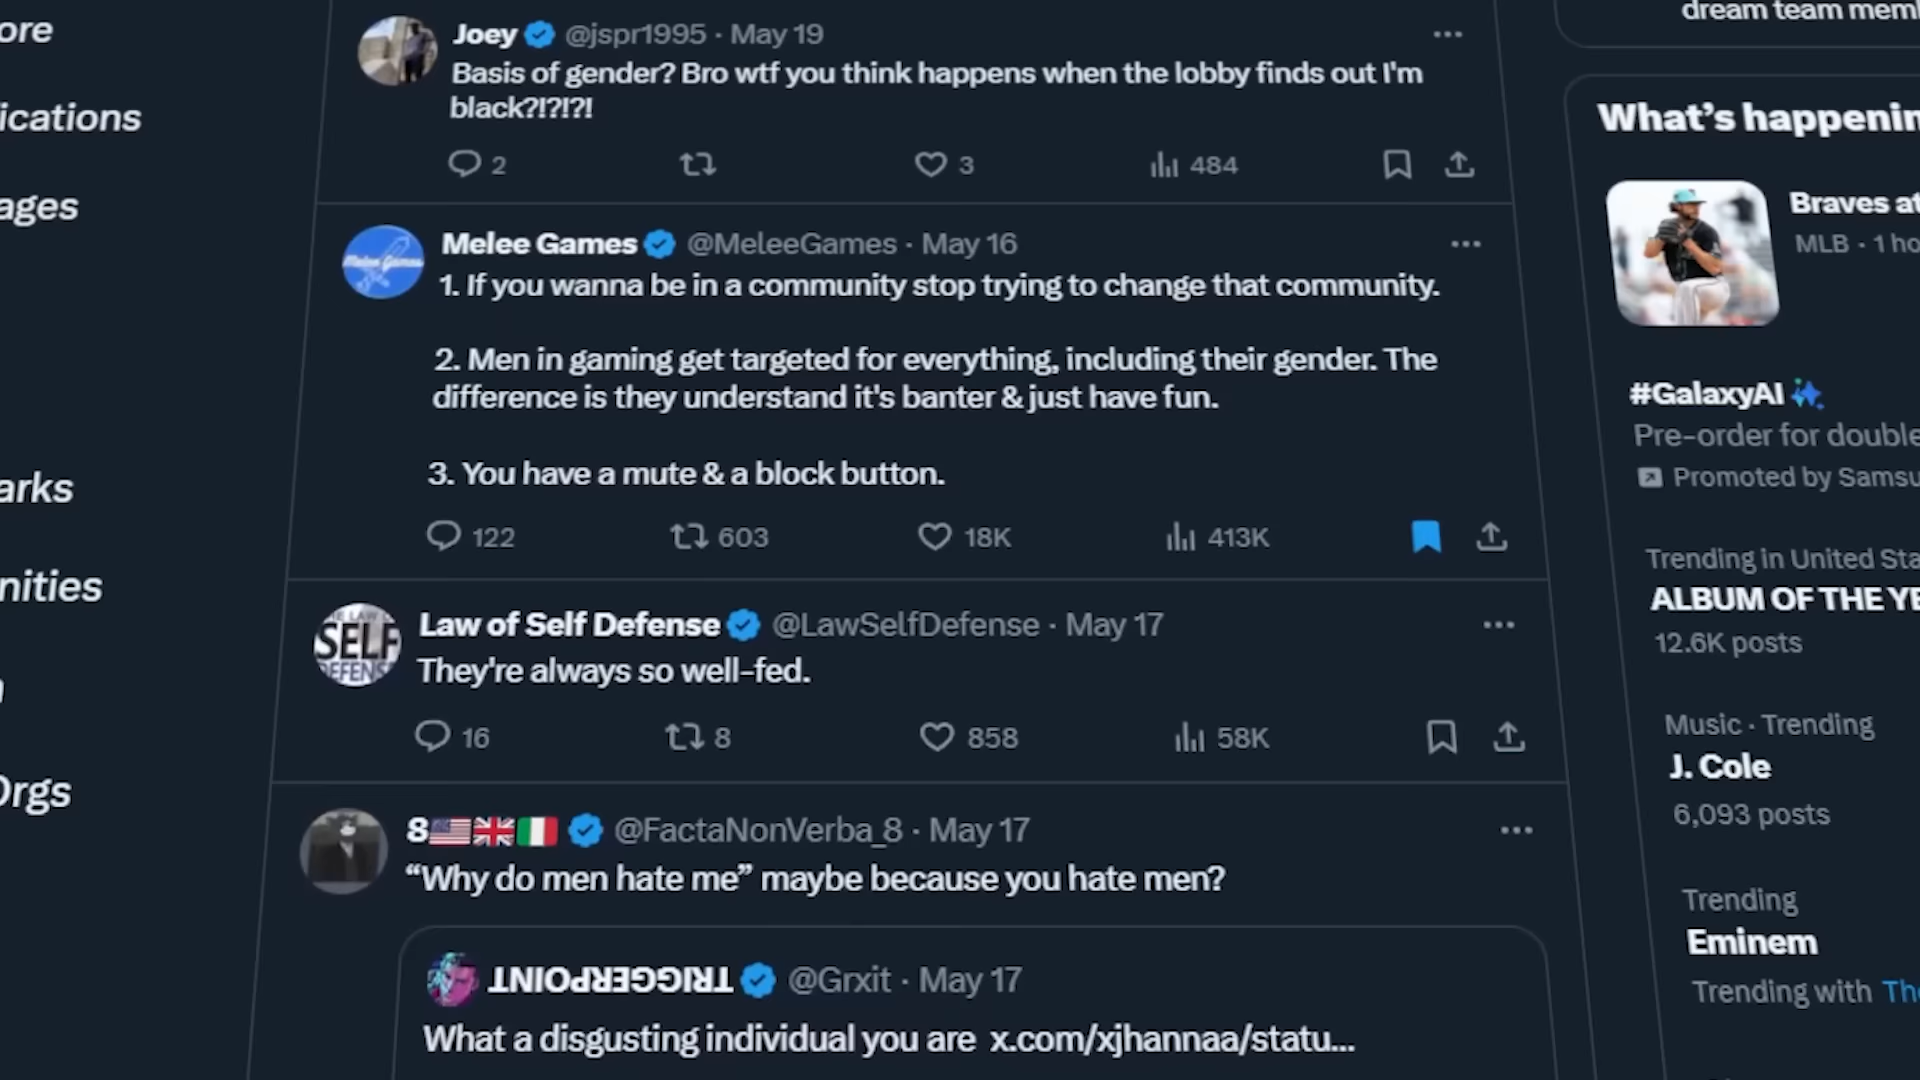 ore
ications
ages
arks
nities
Orgs
Joey @jspr1995 · May 19
Basis of gender? Bro wtf you think happens when the lobby finds out I'm
black?!?!?!
2 3 484
Melee Games @MeleeGames · May 16
Melee Games
1. If you wanna be in a community stop trying to change that community.
2. Men in gaming get targeted for everything, including their gender. The
difference is they understand it's banter & just have fun.
3. You have a mute & a block button.
122 603 18K 413K
Law of Self Defense @LawSelfDefense · May 17
SELF
They're always so well-fed.
16 8 858 58K
8 @FactaNonVerba_8 · May 17
“Why do men hate me” maybe because you hate men?
TRIGGERPOINT @Grxit · May 17
What a disgusting individual you are x.com/xjhannaa/statu...
dream team mem
What’s happenin
Braves at
MLB · 1 ho
#GalaxyAI
Pre-order for double
Promoted by Samsu
Trending in United Sta
ALBUM OF THE YE
12.6K posts
Music · Trending
J. Cole
6,093 posts
Trending
Eminem
Trending with The